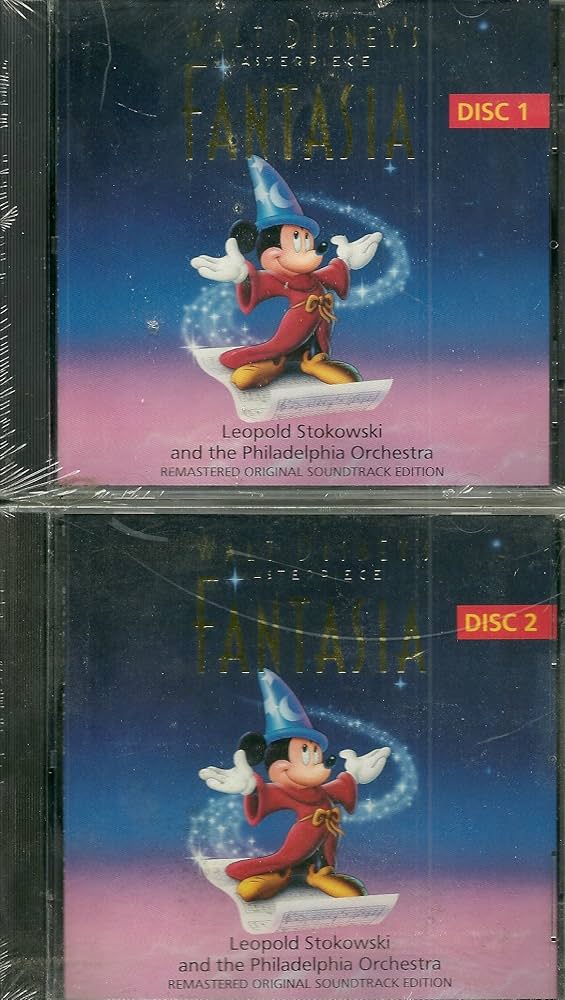 WALT DISNEY'S
MASTERPIECE
FANTASIA
DISC 1
Leopold Stokowski
and the Philadelphia Orchestra
REMASTERED ORIGINAL SOUNDTRACK EDITION
WALT DISNEY'S
MASTERPIECE
FANTASIA
DISC 2
Leopold Stokowski
and the Philadelphia Orchestra
REMASTERED ORIGINAL SOUNDTRACK EDITION